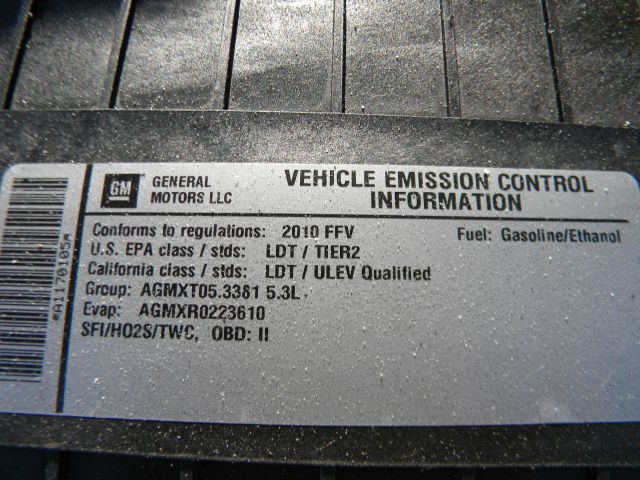 GM GENERAL MOTORS LLC
VEHICLE EMISSION CONTROL
INFORMATION
Conforms to regulations: 2010 FFV Fuel: Gasoline/Ethanol
U.S. EPA class / stds: LDT / TIER2
California class / stds: LDT / ULEV Qualified
Group: AGMXT05.3381 5.3L
Evap: AGMXR0223610
SFI/HO2S/TWC, OBD: II
*A1170105*